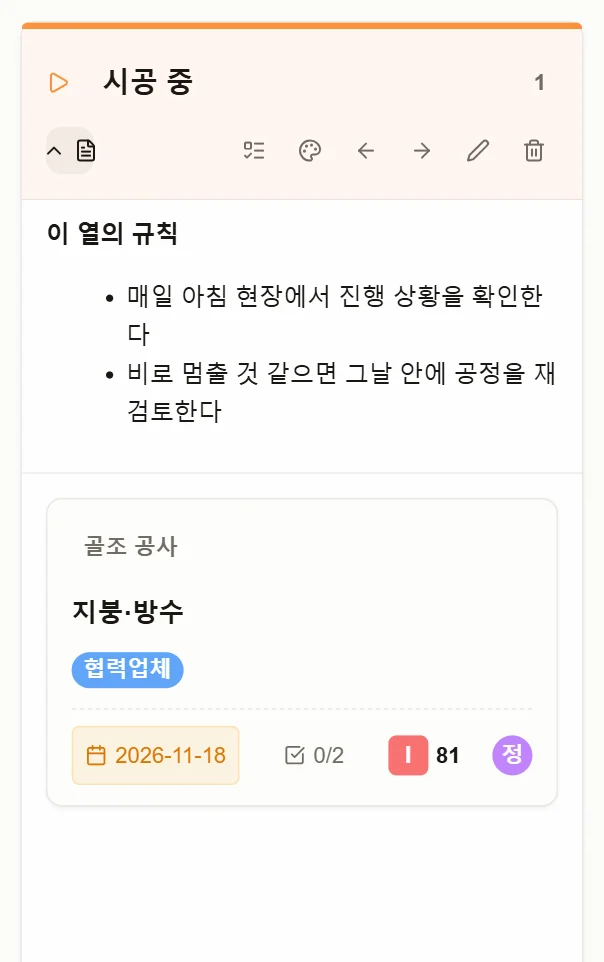 시공 중
1
이 열의 규칙
매일 아침 현장에서 진행 상황을 확인한
다
비로 멈출 것 같으면 그날 안에 공정을 재
검토한다
골조 공사
지붕·방수
협력업체
2026-11-18
0/2
I
81
정